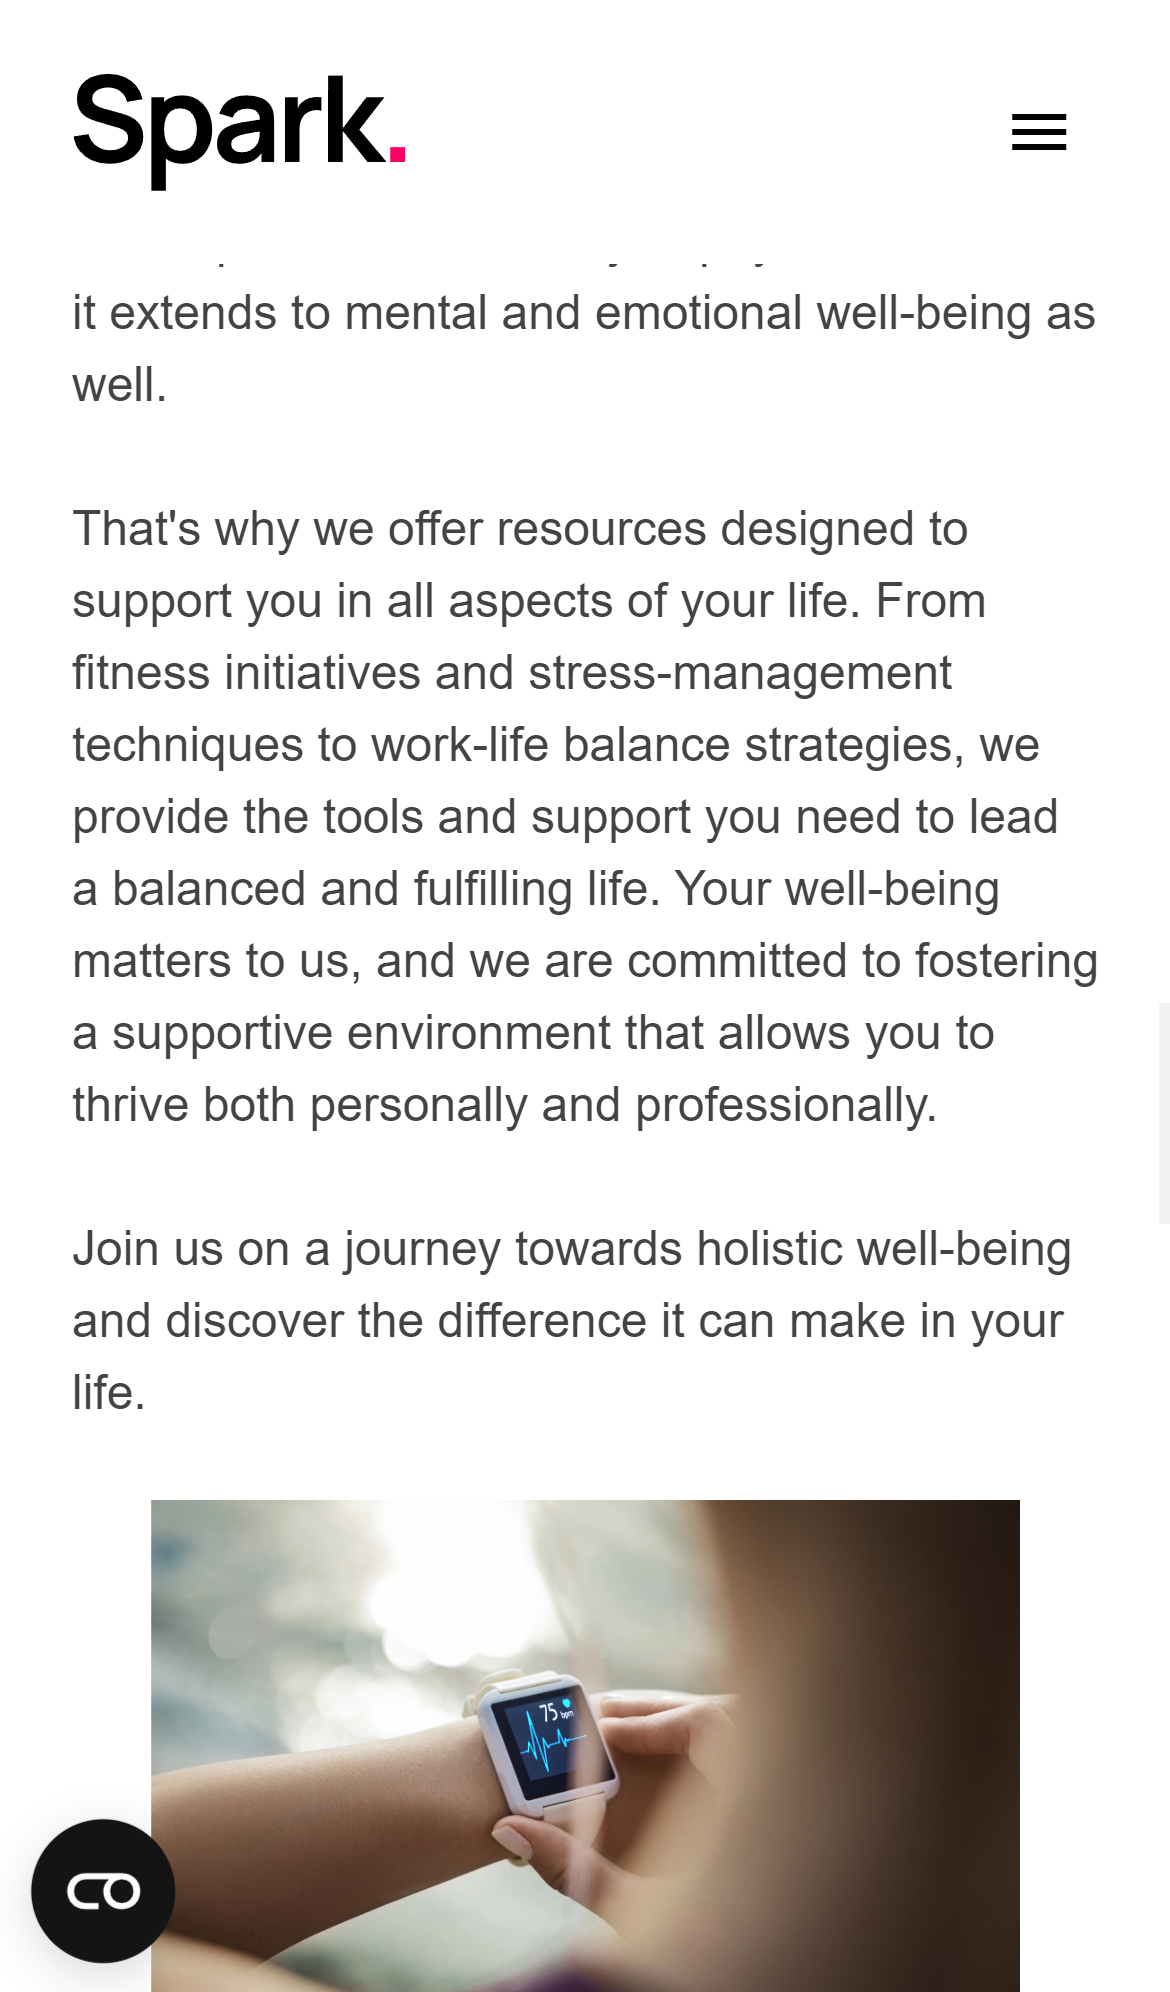 Spark.
it extends to mental and emotional well-being as
well.
That's why we offer resources designed to
support you in all aspects of your life. From
fitness initiatives and stress-management
techniques to work-life balance strategies, we
provide the tools and support you need to lead
a balanced and fulfilling life. Your well-being
matters to us, and we are committed to fostering
a supportive environment that allows you to
thrive both personally and professionally.
Join us on a journey towards holistic well-being
and discover the difference it can make in your
life.
75
bpm